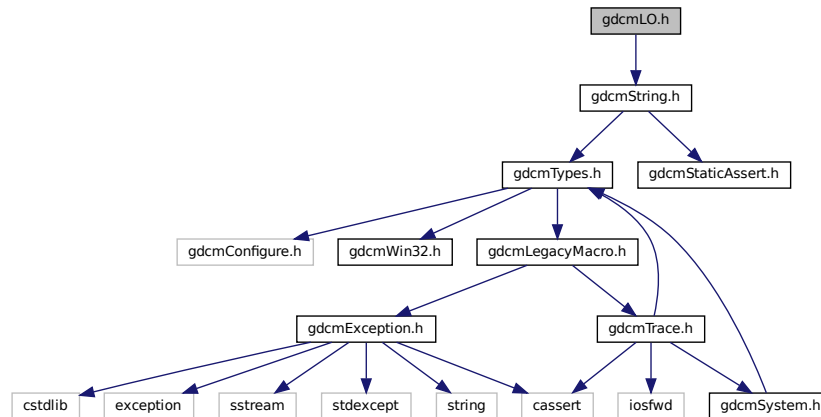 gdcmLO.h
gdcmString.h
gdcmTypes.h
gdcmStaticAssert.h
gdcmConfigure.h
gdcmWin32.h
gdcmLegacyMacro.h
gdcmException.h
gdcmTrace.h
cstdlib
exception
sstream
stdexcept
string
cassert
iosfwd
gdcmSystem.h